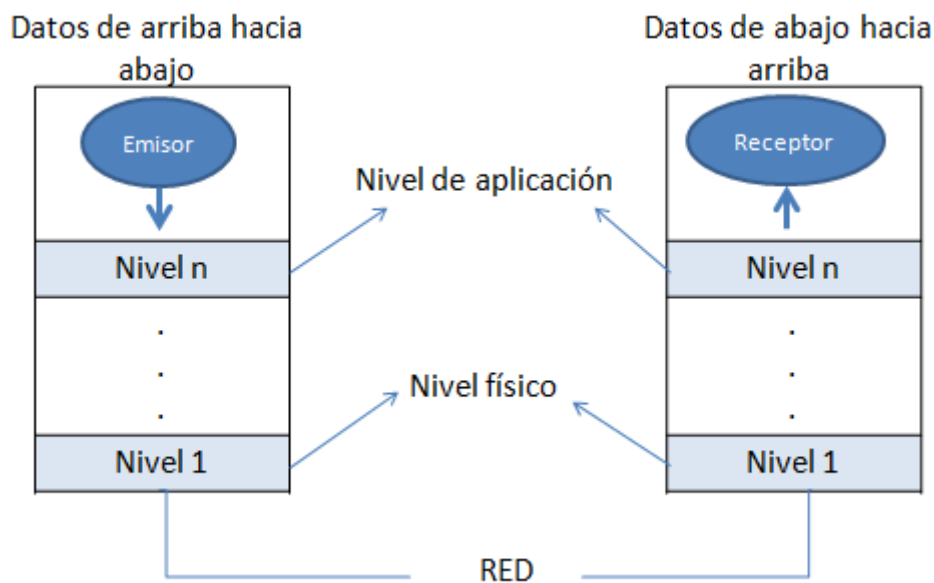 Datos de arriba hacia
abajo
Datos de abajo hacia
arriba
Emisor
Receptor
Nivel de aplicación
Nivel n
Nivel n
.
.
.
.
.
.
Nivel físico
Nivel 1
Nivel 1
RED